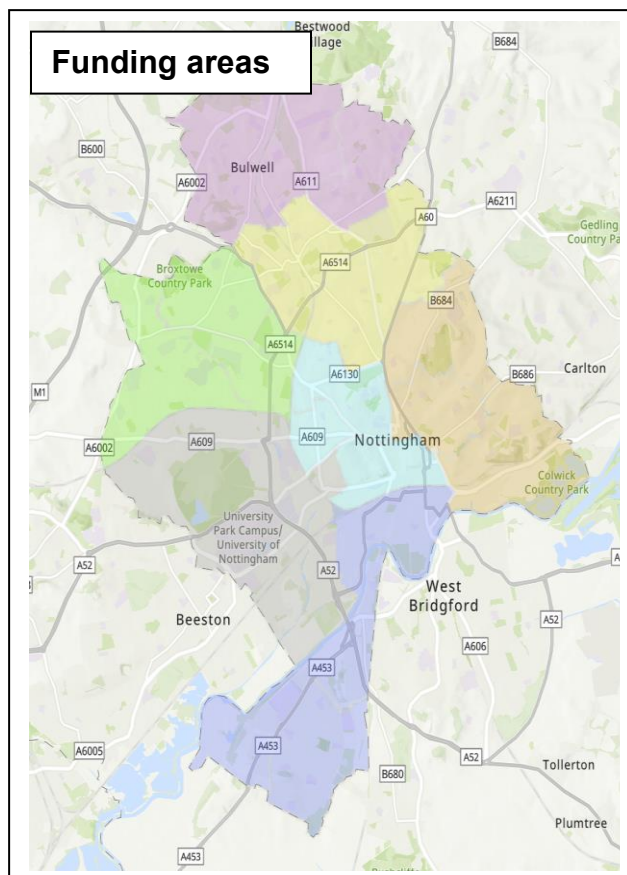 Funding areas
Bestwood
Village
B684
B600
Bulwell
A6002
A611
A6211
A60
Gedling
Country Pa
Broxtowe
Country Park
A6514
B684
A6514
M1
A6130
B686
Carlton
A6002
A609
A609
Nottingham
Colwick
Country Park
University
Park Campus/
University of
Nottingham
A52
A52
A
West
Bridgford
Beeston
A52
A606
A453
A6005
A453
A52
B680
Tollerton
Plumtree
A453